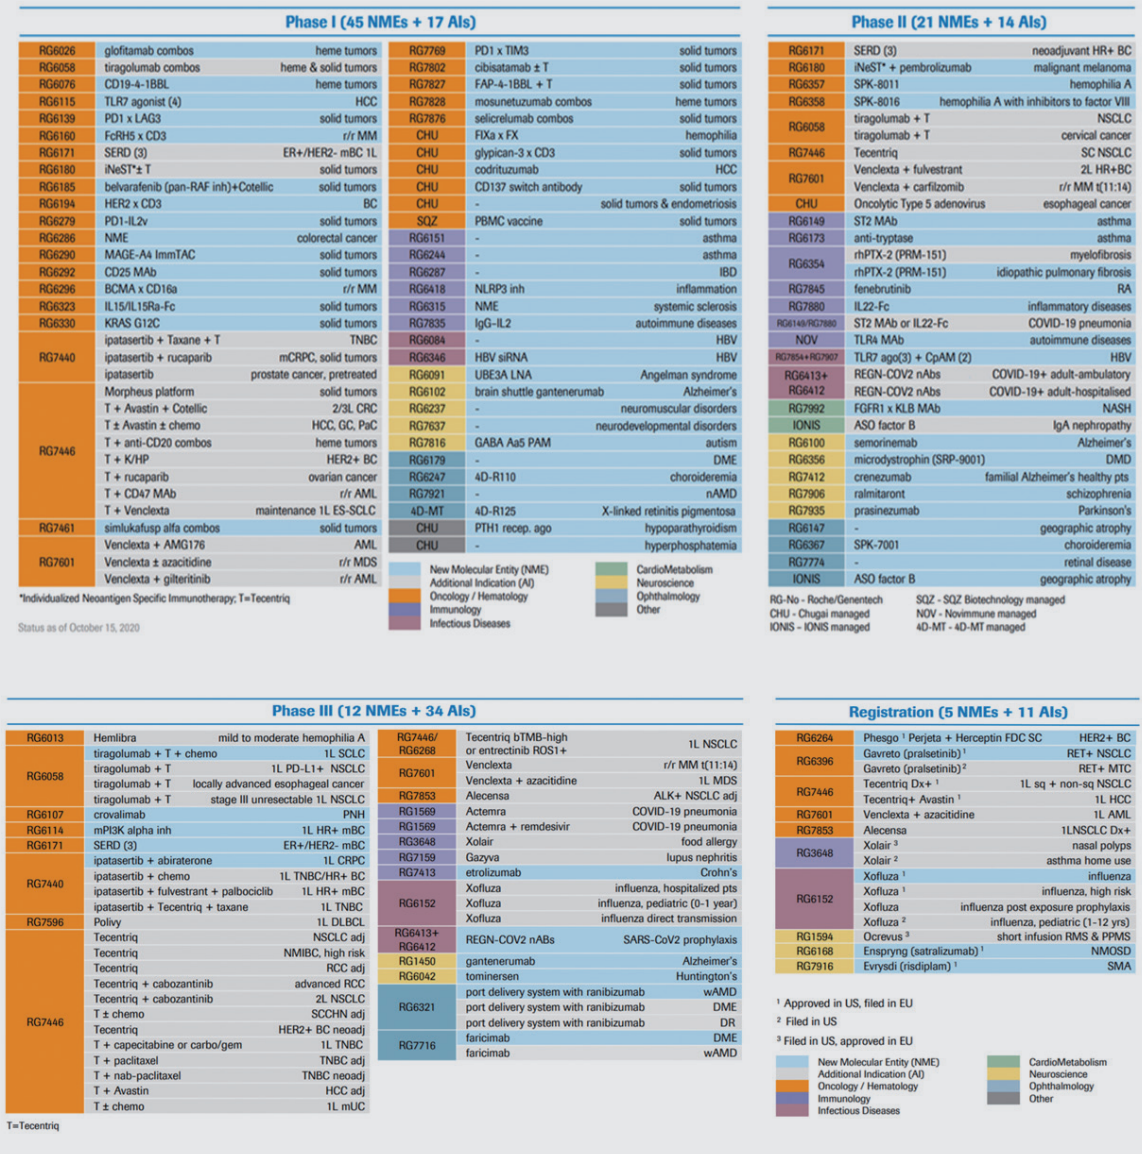 Phase I (45 NMEs + 17 AIs)
RG6026 glofitamab combos heme tumors
RG6058 tiragolumab combos heme & solid tumors
RG6076 CD19-4-1BBL heme tumors
RG6115 TLR7 agonist (4) HCC
RG6139 PD1 x LAG3 solid tumors
RG6160 FcRH5 x CD3 r/r MM
RG6171 SERD (3) ER+/HER2- mBC 1L
RG6180 iNeST*± T solid tumors
RG6185 belvarafenib (pan-RAF inh)+Cotellic solid tumors
RG6194 HER2 x CD3 BC
RG6279 PD1-IL2v solid tumors
RG6286 NME colorectal cancer
RG6290 MAGE-A4 ImmTAC solid tumors
RG6292 CD25 MAb solid tumors
RG6296 BCMA x CD16a r/r MM
RG6323 IL15/IL15Ra-Fc solid tumors
RG6330 KRAS G12C solid tumors
RG7440
ipatasertib + Taxane + T TNBC
ipatasertib + rucaparib mCRPC, solid tumors
ipatasertib prostate cancer, pretreated
RG7446
Morpheus platform solid tumors
T + Avastin + Cotellic 2/3L CRC
T ± Avastin ± chemo HCC, GC, PaC
T + anti-CD20 combos heme tumors
T + K/HP HER2+ BC
T + rucaparib ovarian cancer
T + CD47 MAb r/r AML
T + Venclexta maintenance 1L ES-SCLC
RG7461 simlukafusp alfa combos solid tumors
RG7601
Venclexta + AMG176 AML
Venclexta ± azacitidine r/r MDS
Venclexta + gilteritinib r/r AML
*Individualized Neoantigen Specific Immunotherapy; T=Tecentriq
Status as of October 15, 2020
RG7769 PD1 x TIM3 solid tumors
RG7802 cibisatamab ± T solid tumors
RG7827 FAP-4-1BBL + T solid tumors
RG7828 mosunetuzumab combos heme tumors
RG7876 selicrelumab combos solid tumors
CHU FIXa x FX hemophilia
CHU glypican-3 x CD3 solid tumors
CHU codrituzumab HCC
CHU CD137 switch antibody solid tumors
CHU - solid tumors & endometriosis
SQZ PBMC vaccine solid tumors
RG6151 - asthma
RG6244 - asthma
RG6287 - IBD
RG6418 NLRP3 inh inflammation
RG6315 NME systemic sclerosis
RG7835 IgG-IL2 autoimmune diseases
RG6084 - HBV
RG6346 HBV siRNA HBV
RG6091 UBE3A LNA Angelman syndrome
RG6102 brain shuttle gantenerumab Alzheimer's
RG6237 - neuromuscular disorders
RG7637 - neurodevelopmental disorders
RG7816 GABA Aa5 PAM autism
RG6179 - DME
RG6247 4D-R110 choroideremia
RG7921 - nAMD
4D-MT 4D-R125 X-linked retinitis pigmentosa
CHU PTH1 recep. ago hypoparathyroidism
CHU - hyperphosphatemia
New Molecular Entity (NME)
Additional Indication (AI)
Oncology / Hematology
Immunology
Infectious Diseases
CardioMetabolism
Neuroscience
Ophthalmology
Other
Phase II (21 NMEs + 14 AIs)
RG6171 SERD (3) neoadjuvant HR+ BC
RG6180 iNeST* + pembrolizumab malignant melanoma
RG6357 SPK-8011 hemophilia A
RG6358 SPK-8016 hemophilia A with inhibitors to factor VIII
RG6058
tiragolumab + T NSCLC
tiragolumab + T cervical cancer
RG7446 Tecentriq SC NSCLC
RG7601
Venclexta + fulvestrant 2L HR+BC
Venclexta + carfilzomib r/r MM t(11:14)
CHU Oncolytic Type 5 adenovirus esophageal cancer
RG6149 ST2 MAb asthma
RG6173 anti-tryptase asthma
RG6354
rhPTX-2 (PRM-151) myelofibrosis
rhPTX-2 (PRM-151) idiopathic pulmonary fibrosis
RG7845 fenebrutinib RA
RG7880 IL22-Fc inflammatory diseases
RG6149/RG7880 ST2 MAb or IL22-Fc COVID-19 pneumonia
NOV TLR4 MAb autoimmune diseases
RG7854+RG7907 TLR7 ago(3) + CpAM (2) HBV
RG6413+
RG6412
REGN-COV2 nAbs COVID-19+ adult-ambulatory
REGN-COV2 nAbs COVID-19+ adult-hospitalised
RG7992 FGFR1 x KLB MAb NASH
IONIS ASO factor B IgA nephropathy
RG6100 semorinemab Alzheimer's
RG6356 microdystrophin (SRP-9001) DMD
RG7412 crenezumab familial Alzheimer's healthy pts
RG7906 ralmitaront schizophrenia
RG7935 prasinezumab Parkinson's
RG6147 - geographic atrophy
RG6367 SPK-7001 choroideremia
RG7774 - retinal disease
IONIS ASO factor B geographic atrophy
RG-No - Roche/Genentech
CHU - Chugai managed
IONIS - IONIS managed
SQZ - SQZ Biotechnology managed
NOV - Novimmune managed
4D-MT - 4D-MT managed
Phase III (12 NMEs + 34 AIs)
RG6013 Hemlibra mild to moderate hemophilia A
RG6058
tiragolumab + T + chemo 1L SCLC
tiragolumab + T 1L PD-L1+ NSCLC
tiragolumab + T locally advanced esophageal cancer
tiragolumab + T stage III unresectable 1L NSCLC
RG6107 crovalimab PNH
RG6114 mPI3K alpha inh 1L HR+ mBC
RG6171 SERD (3) ER+/HER2- mBC
RG7440
ipatasertib + abiraterone 1L CRPC
ipatasertib + chemo 1L TNBC/HR+ BC
ipatasertib + fulvestrant + palbociclib 1L HR+ mBC
ipatasertib + Tecentriq + taxane 1L TNBC
RG7596 Polivy 1L DLBCL
RG7446
Tecentriq NSCLC adj
Tecentriq NMIBC, high risk
Tecentriq RCC adj
Tecentriq + cabozantinib advanced RCC
Tecentriq + cabozantinib 2L NSCLC
T ± chemo SCCHN adj
Tecentriq HER2+ BC neoadj
T + capecitabine or carbo/gem 1L TNBC
T + paclitaxel TNBC adj
T + nab-paclitaxel TNBC neoadj
T + Avastin HCC adj
T ± chemo 1L mUC
T=Tecentriq
RG7446/
RG6268
Tecentriq bTMB-high
or entrectinib ROS1+ 1L NSCLC
RG7601
Venclexta r/r MM t(11:14)
Venclexta + azacitidine 1L MDS
RG7853 Alecensa ALK+ NSCLC adj
RG1569 Actemra COVID-19 pneumonia
RG1569 Actemra + remdesivir COVID-19 pneumonia
RG3648 Xolair food allergy
RG7159 Gazyva lupus nephritis
RG7413 etrolizumab Crohn's
RG6152
Xofluza influenza, hospitalized pts
Xofluza influenza, pediatric (0-1 year)
Xofluza influenza direct transmission
RG6413+
RG6412
REGN-COV2 nABs SARS-CoV2 prophylaxis
RG1450 gantenerumab Alzheimer's
RG6042 tominersen Huntington's
RG6321
port delivery system with ranibizumab wAMD
port delivery system with ranibizumab DME
port delivery system with ranibizumab DR
RG7716
faricimab DME
faricimab wAMD
Registration (5 NMEs + 11 AIs)
RG6264 Phesgo ¹ Perjeta + Herceptin FDC SC HER2+ BC
RG6396
Gavreto (pralsetinib) ¹ RET+ NSCLC
Gavreto (pralsetinib) ² RET+ MTC
RG7446
Tecentriq Dx+ ¹ 1L sq + non-sq NSCLC
Tecentriq+ Avastin ¹ 1L HCC
RG7601 Venclexta + azacitidine 1L AML
RG7853 Alecensa 1LNSCLC Dx+
RG3648
Xolair ³ nasal polyps
Xolair ² asthma home use
RG6152
Xofluza ¹ influenza
Xofluza ¹ influenza, high risk
Xofluza influenza post exposure prophylaxis
Xofluza ² influenza, pediatric (1-12 yrs)
RG1594 Ocrevus ³ short infusion RMS & PPMS
RG6168 Enspryng (satralizumab) ¹ NMOSD
RG7916 Evrysdi (risdiplam) ¹ SMA
¹ Approved in US, filed in EU
² Filed in US
³ Filed in US, approved in EU
New Molecular Entity (NME)
Additional Indication (AI)
Oncology / Hematology
Immunology
Infectious Diseases
CardioMetabolism
Neuroscience
Ophthalmology
Other